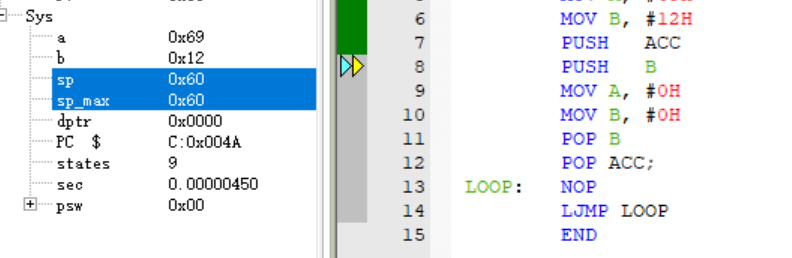 Sys
a 0x69
b 0x12
sp 0x60
sp_max 0x60
dptr 0x0000
PC $ C:0x004A
states 9
sec 0.00000450
psw 0x00
6 MOV B, #12H
7 PUSH ACC
8 PUSH B
9 MOV A, #0H
10 MOV B, #0H
11 POP B
12 POP ACC;
13 LOOP: NOP
14 LJMP LOOP
15 END